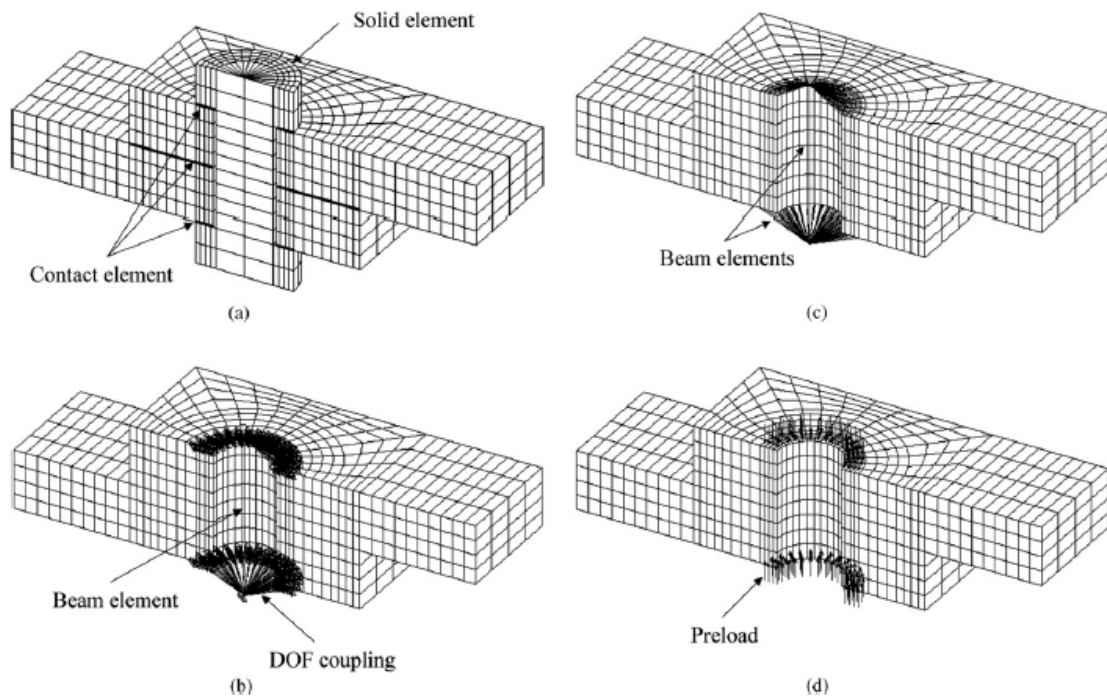 Solid element
Contact element
(a)
Beam elements
(c)
Beam element
DOF coupling
(b)
Preload
(d)